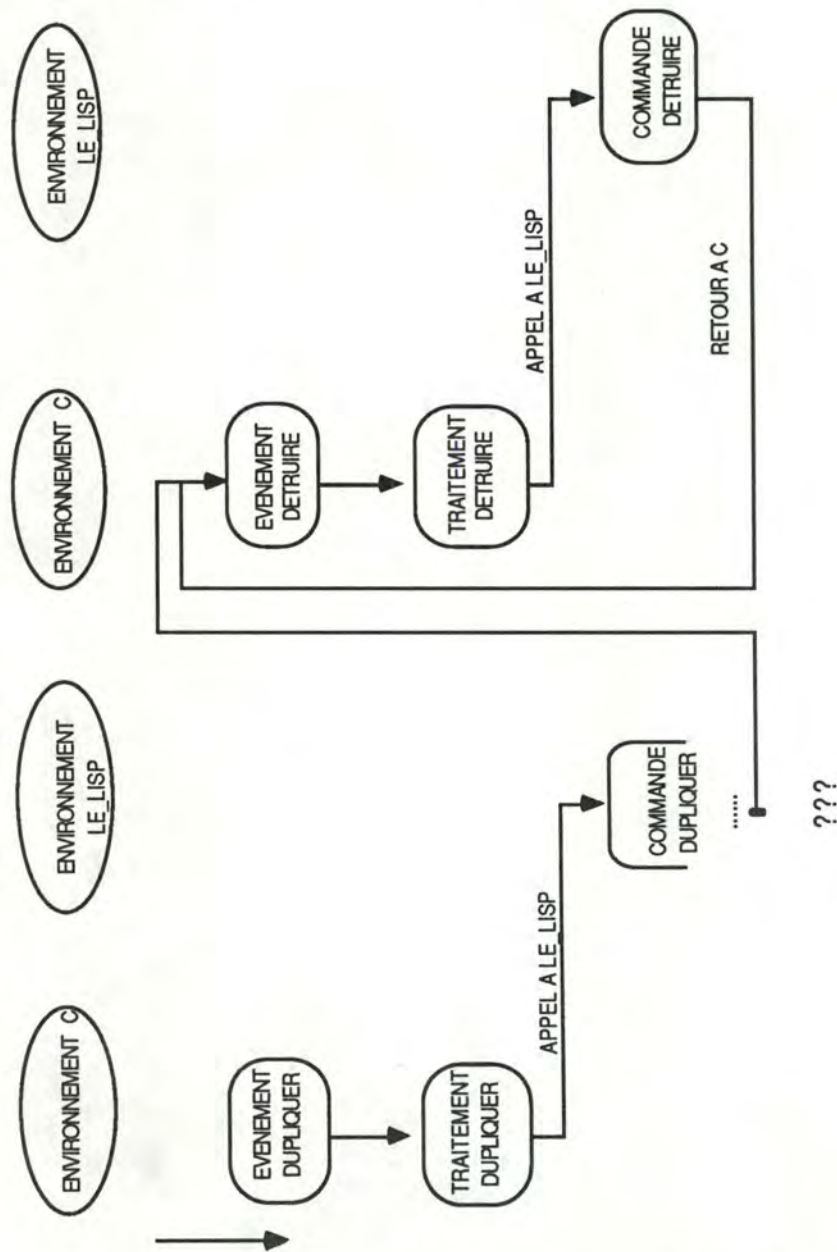 ENVIRONNEMENT C
ENVIRONNEMENT
LE_LISP
ENVIRONNEMENT C
ENVIRONNEMENT
LE_LISP
EVENEMENT
DUPLIQUER
TRAITEMENT
DUPLIQUER
APPEL A LE_LISP
COMMANDE
DUPLIQUER
......
???
EVENEMENT
DETRUIRE
TRAITEMENT
DETRUIRE
APPEL A LE_LISP
COMMANDE
DETRUIRE
RETOUR A C